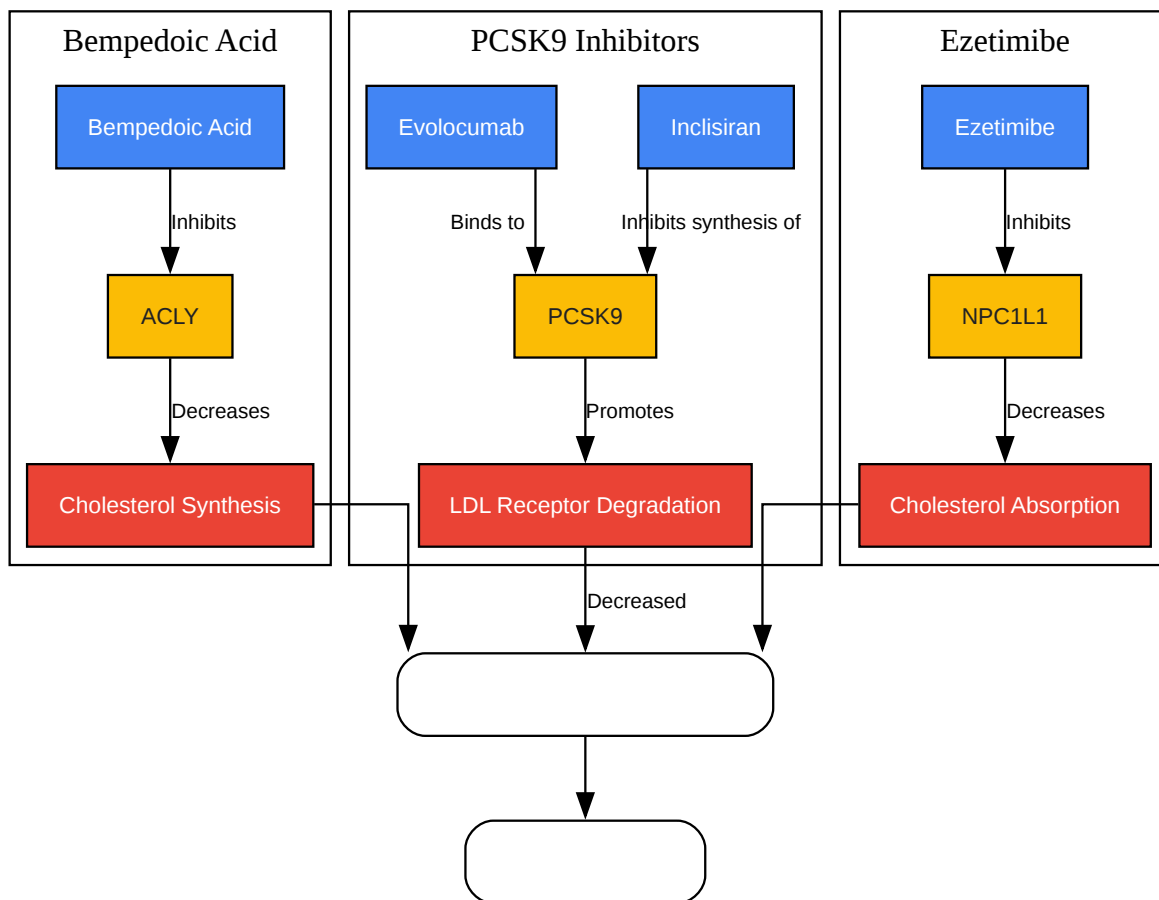 Bempedoic Acid
PCSK9 Inhibitors
Ezetimibe
Bempedoic Acid
Evolocumab
Inclisiran
Ezetimibe
Inhibits
Binds to
Inhibits synthesis of
Inhibits
ACLY
PCSK9
NPC1L1
Decreases
Promotes
Decreases
Cholesterol Synthesis
LDL Receptor Degradation
Cholesterol Absorption
Decreased